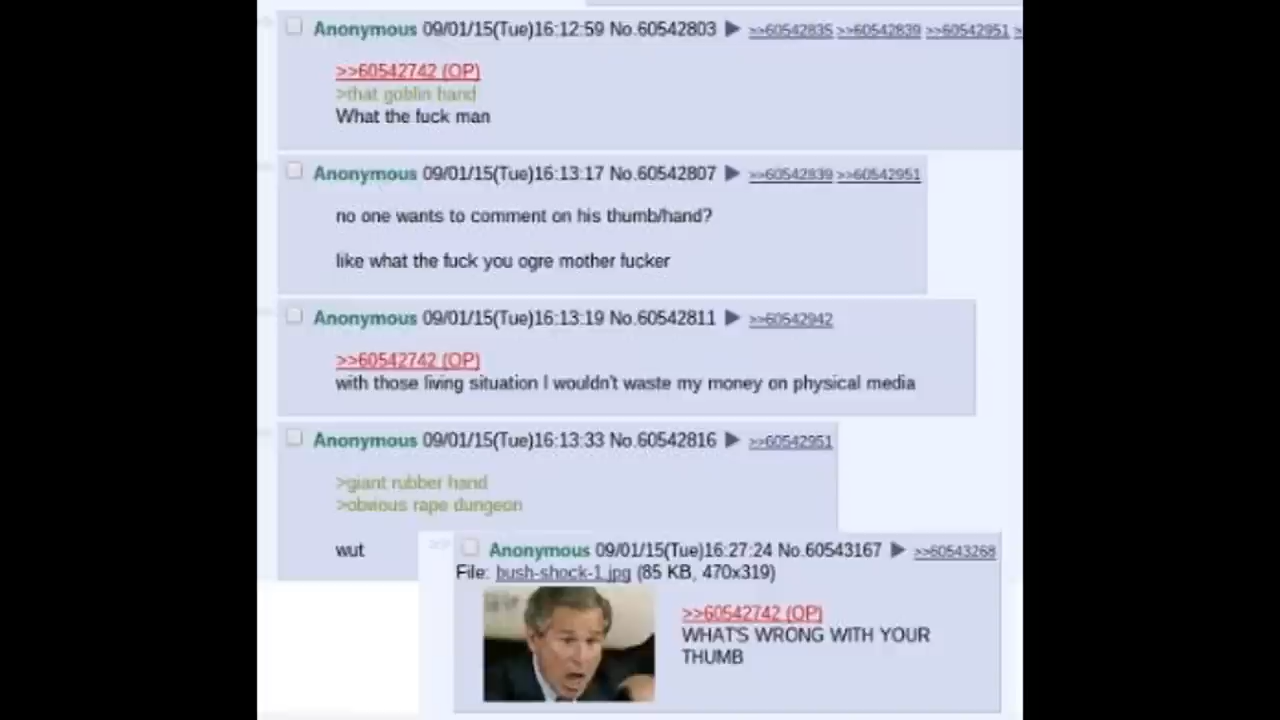 Anonymous 09/01/15(Tue)16:12:59 No.60542803 ▶ >>60542835 >>60542839 >>60542951 >
>>60542742 (OP)
>that goblin hand
What the fuck man
Anonymous 09/01/15(Tue)16:13:17 No.60542807 ▶ >>60542839 >>60542951
no one wants to comment on his thumb/hand?
like what the fuck you ogre mother fucker
Anonymous 09/01/15(Tue)16:13:19 No.60542811 ▶ >>60542942
>>60542742 (OP)
with those living situation I wouldn't waste my money on physical media
Anonymous 09/01/15(Tue)16:13:33 No.60542816 ▶ >>60542951
>giant rubber hand
>obvious rape dungeon
wut
Anonymous 09/01/15(Tue)16:27:24 No.60543167 ▶ >>60543268
File: bush-shock-1.jpg (85 KB, 470x319)
>>60542742 (OP)
WHAT'S WRONG WITH YOUR
THUMB